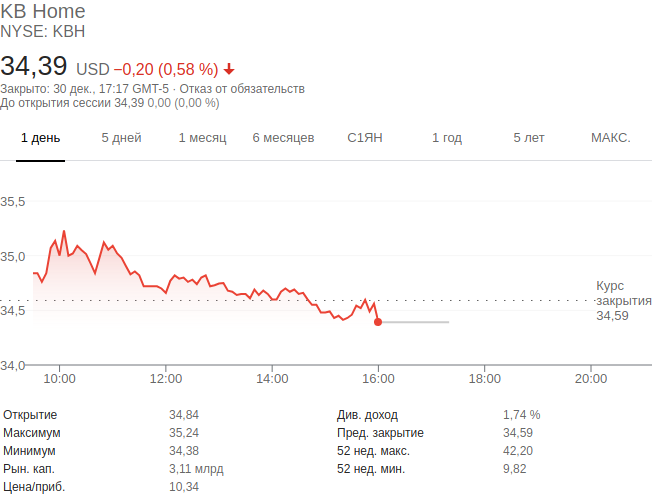 KB Home
NYSE: KBH
34,39 USD −0,20 (0,58 %)
Закрыто: 30 дек., 17:17 GMT-5 · Отказ от обязательств
До открытия сессии 34,39 0,00 (0,00 %)
1 день 5 дней 1 месяц 6 месяцев С1ЯН 1 год 5 лет МАКС.
35,5
35,0
Курс
закрытия
34,59
34,5
34,0
10:00 12:00 14:00 16:00 18:00 20:00
Открытие 34,84 Див. доход 1,74 %
Максимум 35,24 Пред. закрытие 34,59
Минимум 34,38 52 нед. макс. 42,20
Рын. кап. 3,11 млрд 52 нед. мин. 9,82
Цена/приб. 10,34